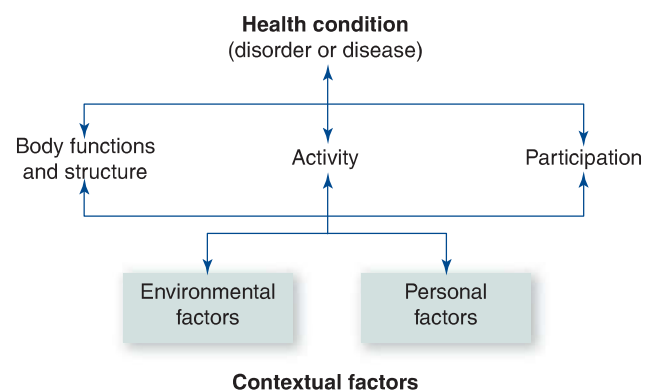 Health condition
(disorder or disease)
Body functions
and structure
Activity
Participation
Environmental
factors
Personal
factors
Contextual factors